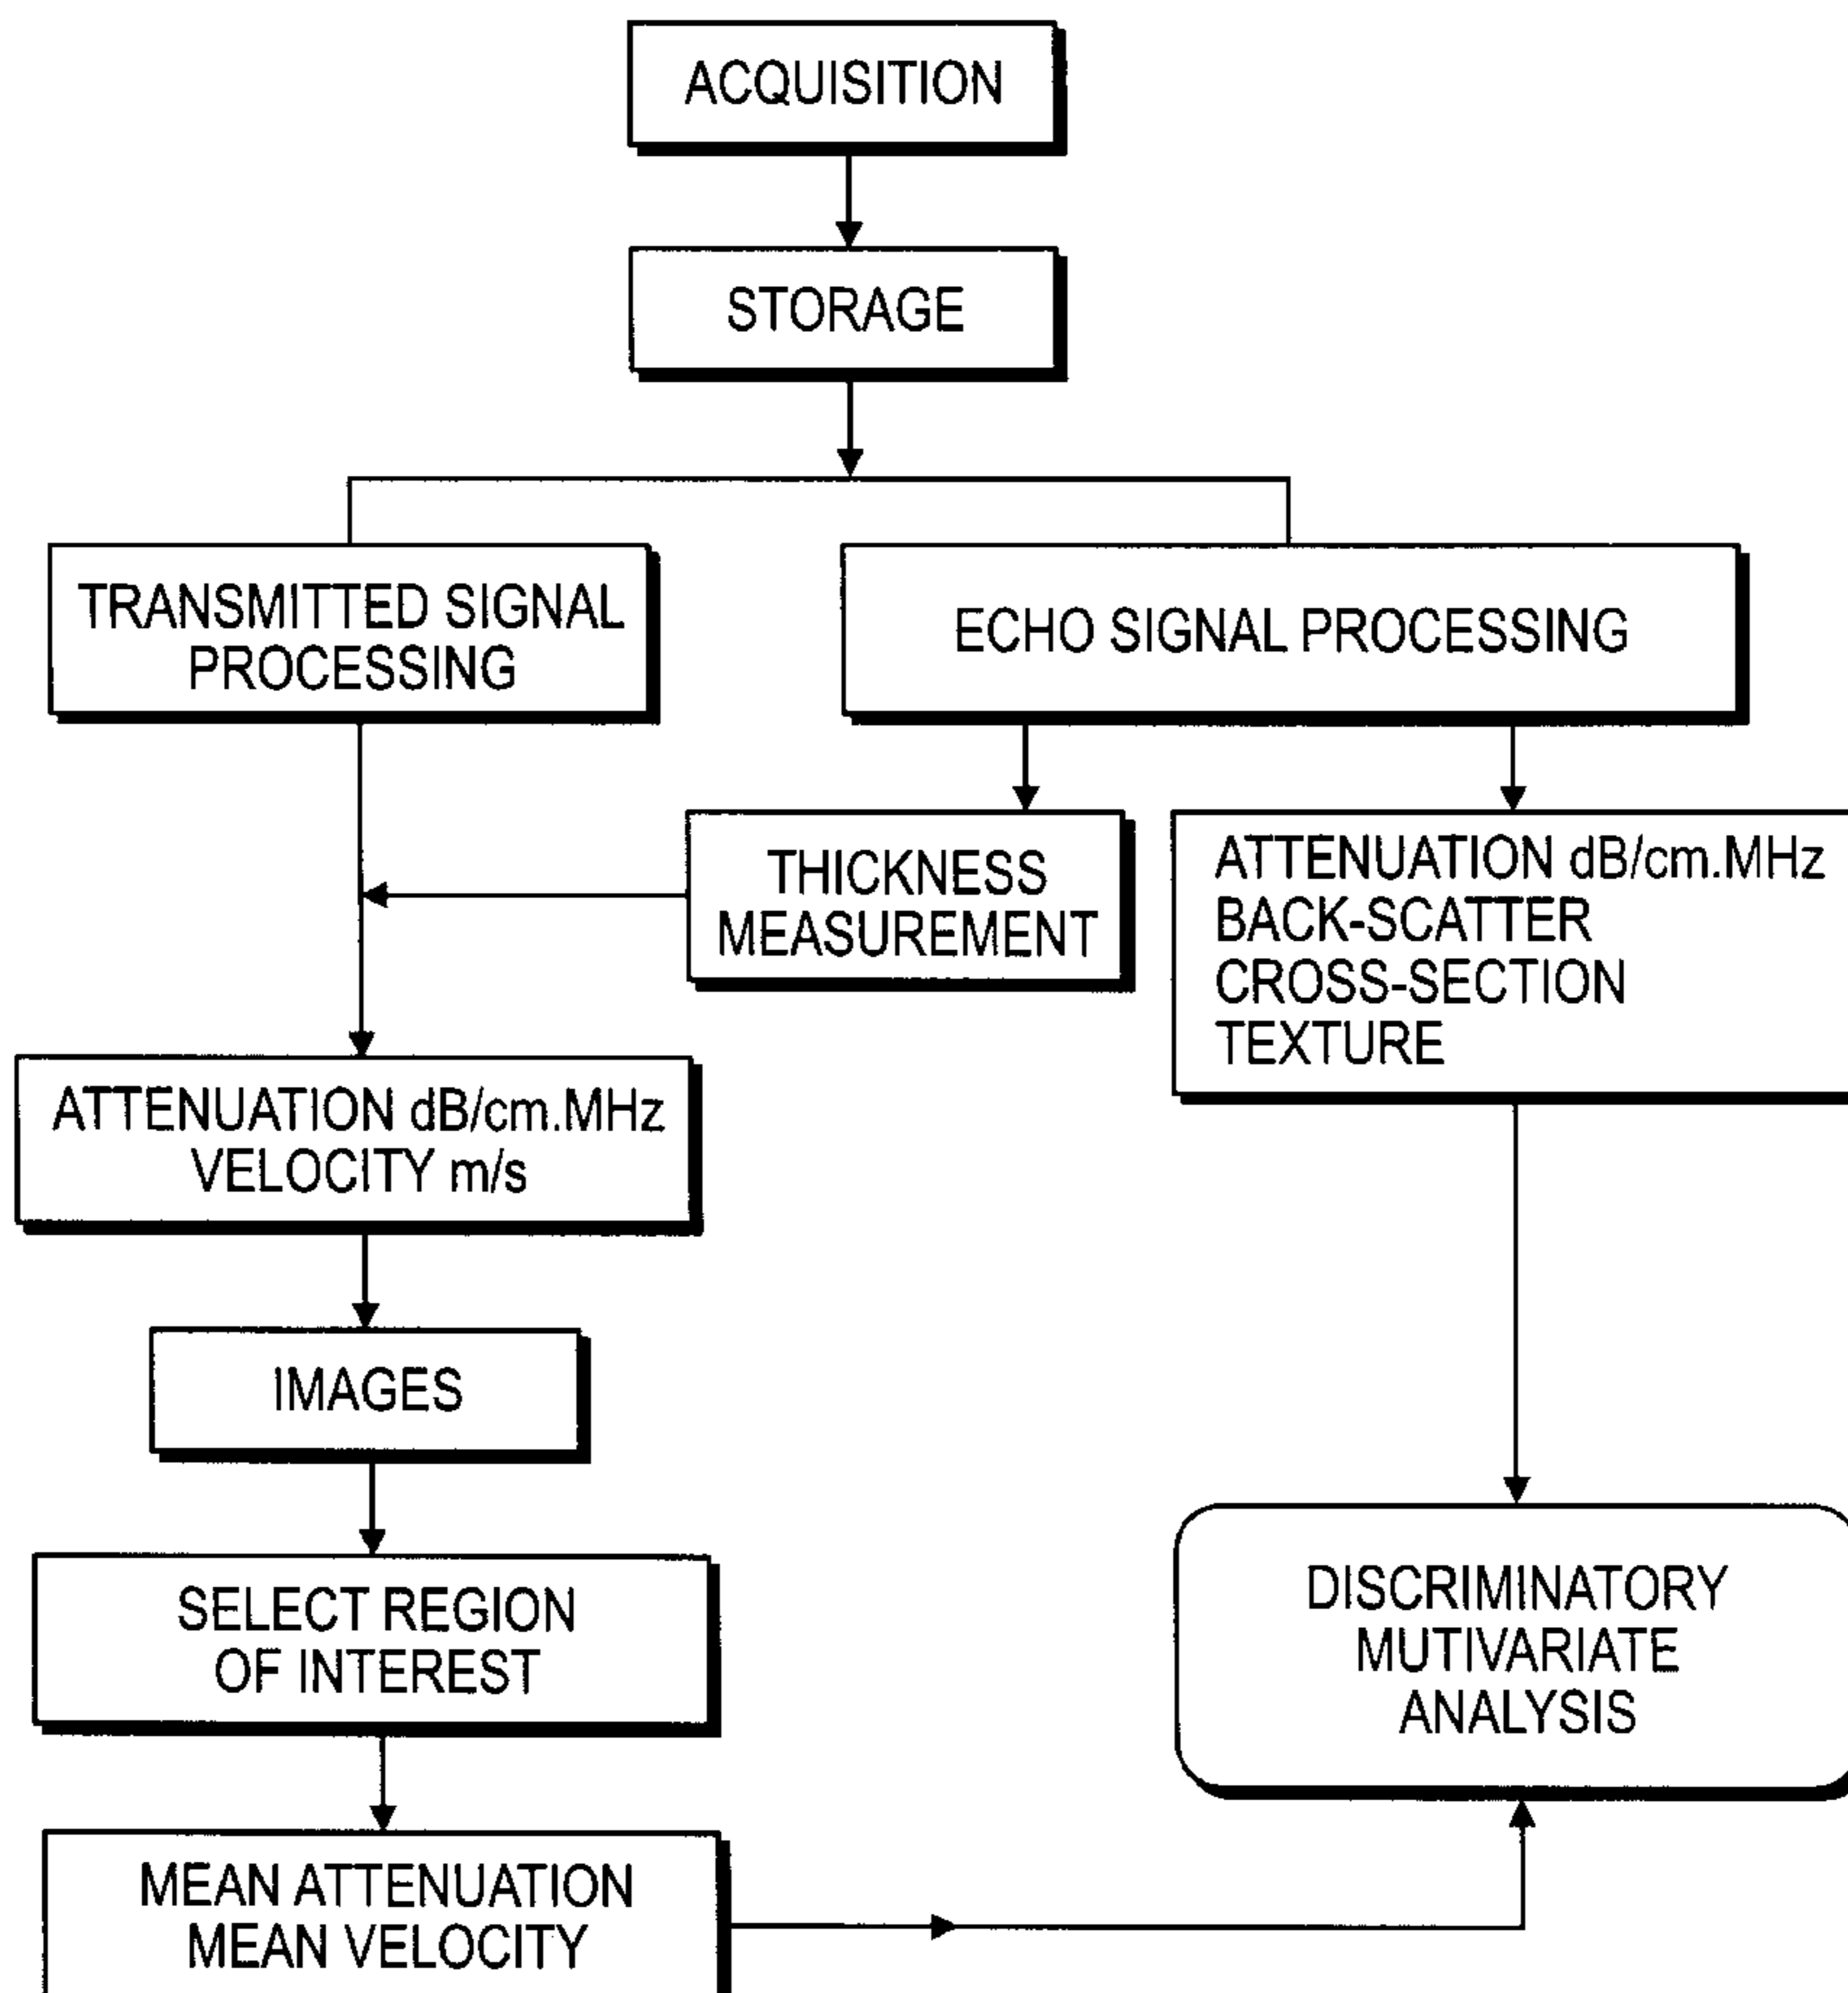 ACQUISITION
STORAGE
TRANSMITTED SIGNAL
PROCESSING
ECHO SIGNAL PROCESSING
THICKNESS
MEASUREMENT
ATTENUATION dB/cm.MHz
BACK-SCATTER
CROSS-SECTION
TEXTURE
ATTENUATION dB/cm.MHz
VELOCITY m/s
IMAGES
SELECT REGION
OF INTEREST
DISCRIMINATORY
MUTIVARIATE
ANALYSIS
MEAN ATTENUATION
MEAN VELOCITY